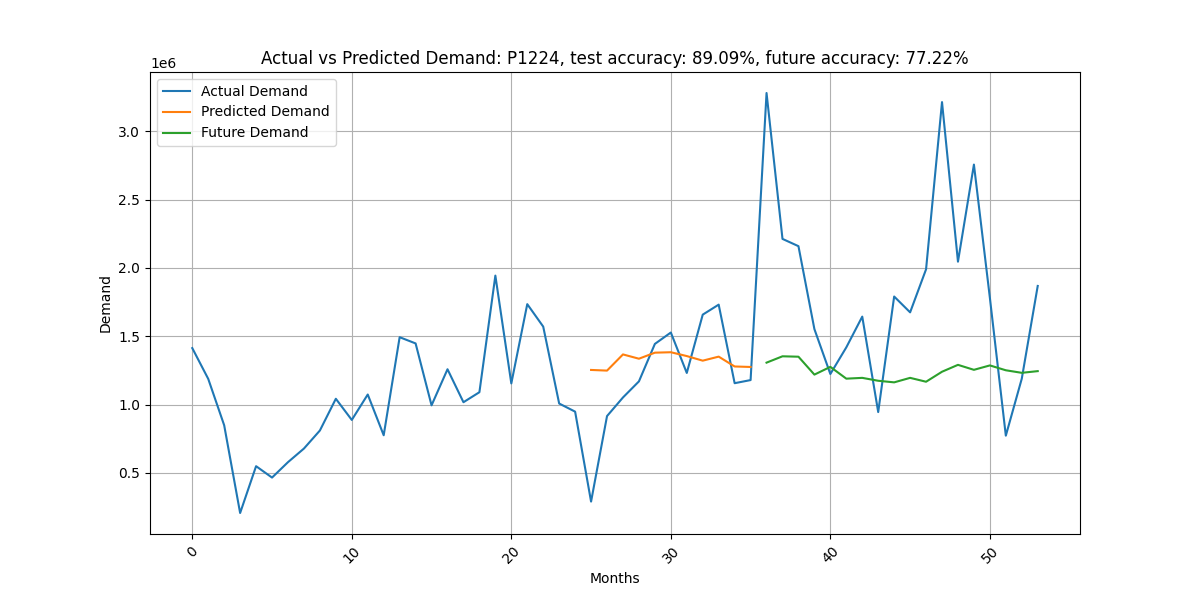 Actual vs Predicted Demand: P1224, test accuracy: 89.09%, future accuracy: 77.22%
1e6
Actual Demand
Predicted Demand
Future Demand
3.0
2.5
2.0
1.5
1.0
0.5
Demand
0
10
20
30
40
50
Months